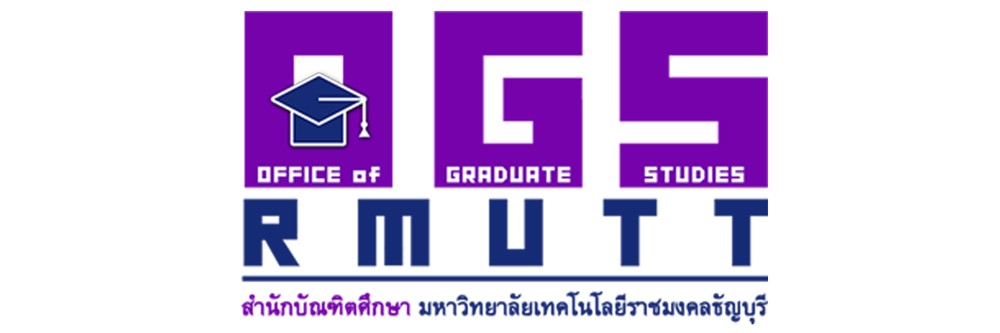 OGS
OFFICE of GRADUATE STUDIES
RMUTT
สำนักบัณฑิตศึกษา มหาวิทยาลัยเทคโนโลยีราชมงคลธัญบุรี